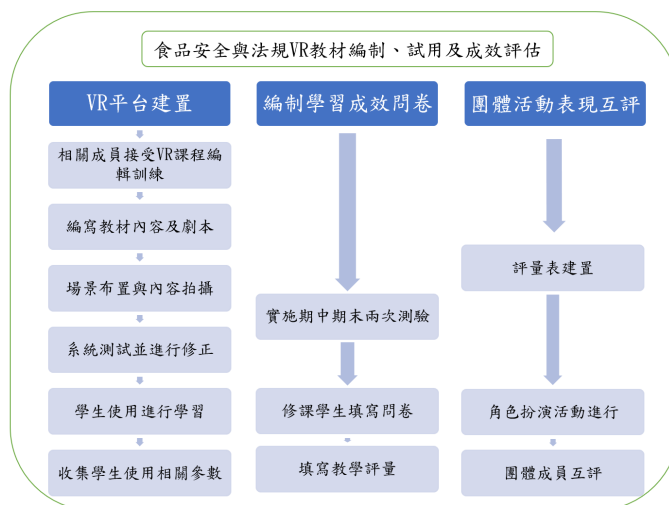 食品安全與法規VR教材編制、試用及成效評估
VR平台建置
相關成員接受VR課程編
輯訓練
編寫教材內容及劇本
場景布置與內容拍攝
系統測試並進行修正
學生使用進行學習
收集學生使用相關參數
編制學習成效問卷
實施期中期末兩次測驗
修課學生填寫問卷
填寫教學評量
團體活動表現互評
評量表建置
角色扮演活動進行
團體成員互評